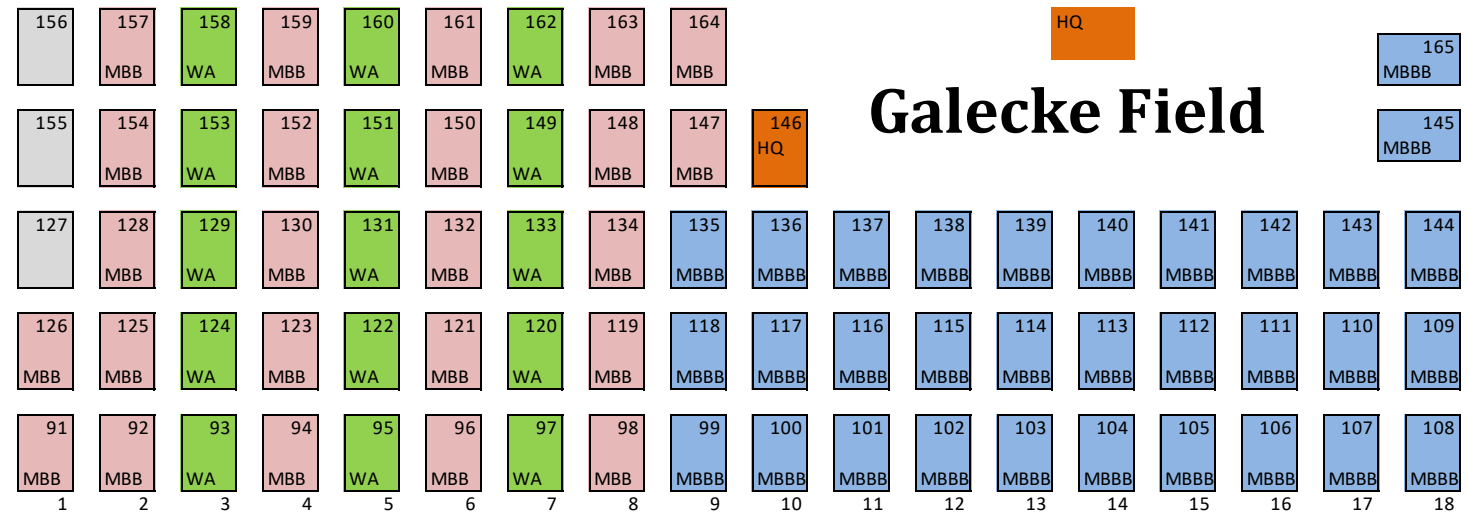 156 157 158 159 160 161 162 163 164 HQ
165
MBB WA MBB WA MBB WA MBB MBB MBBB
Galecke Field
155 154 153 152 151 150 149 148 147 146 145
HQ MBBB
MBB WA MBB WA MBB WA MBB MBB
127 128 129 130 131 132 133 134 135 136 137 138 139 140 141 142 143 144
MBB WA MBB WA MBB WA MBB MBBB MBBB MBBB MBBB MBBB MBBB MBBB MBBB MBBB MBBB
126 125 124 123 122 121 120 119 118 117 116 115 114 113 112 111 110 109
MBB MBB WA MBB WA MBB WA MBB MBBB MBBB MBBB MBBB MBBB MBBB MBBB MBBB MBBB MBBB
91 92 93 94 95 96 97 98 99 100 101 102 103 104 105 106 107 108
MBB MBB WA MBB WA MBB WA MBB MBBB MBBB MBBB MBBB MBBB MBBB MBBB MBBB MBBB MBBB
1 2 3 4 5 6 7 8 9 10 11 12 13 14 15 16 17 18